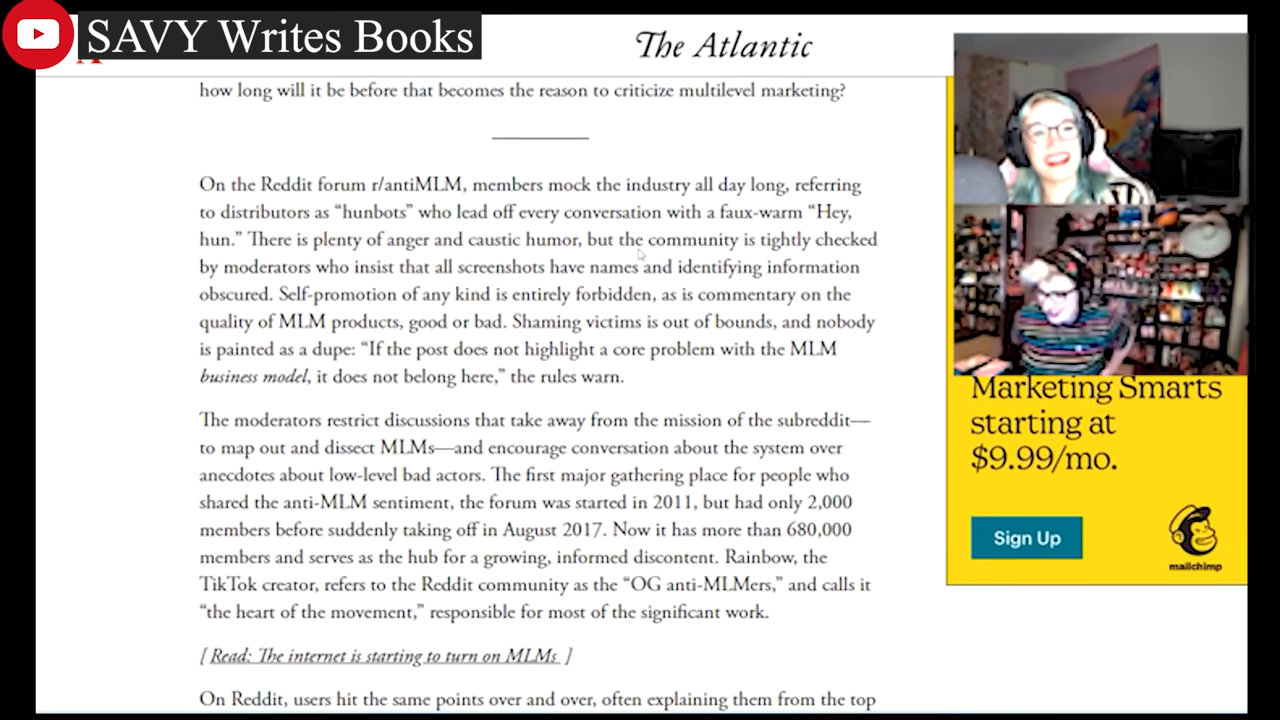 SAVY Writes Books
The Atlantic
how long will it be before that becomes the reason to criticize multilevel marketing?
On the Reddit forum r/antiMLM, members mock the industry all day long, referring
to distributors as “hunbots” who lead off every conversation with a faux-warm “Hey,
hun.” There is plenty of anger and caustic humor, but the community is tightly checked
by moderators who insist that all screenshots have names and identifying information
obscured. Self-promotion of any kind is entirely forbidden, as is commentary on the
quality of MLM products, good or bad. Shaming victims is out of bounds, and nobody
is painted as a dupe: “If the post does not highlight a core problem with the MLM
business model, it does not belong here,” the rules warn.
The moderators restrict discussions that take away from the mission of the subreddit—
to map out and dissect MLMs—and encourage conversation about the system over
anecdotes about low-level bad actors. The first major gathering place for people who
shared the anti-MLM sentiment, the forum was started in 2011, but had only 2,000
members before suddenly taking off in August 2017. Now it has more than 680,000
members and serves as the hub for a growing, informed discontent. Rainbow, the
TikTok creator, refers to the Reddit community as the “OG anti-MLMers,” and calls it
“the heart of the movement,” responsible for most of the significant work.
[ Read: The internet is starting to turn on MLMs ]
On Reddit, users hit the same points over and over, often explaining them from the top
Marketing Smarts
starting at
$9.99/mo.
Sign Up
mailchimp